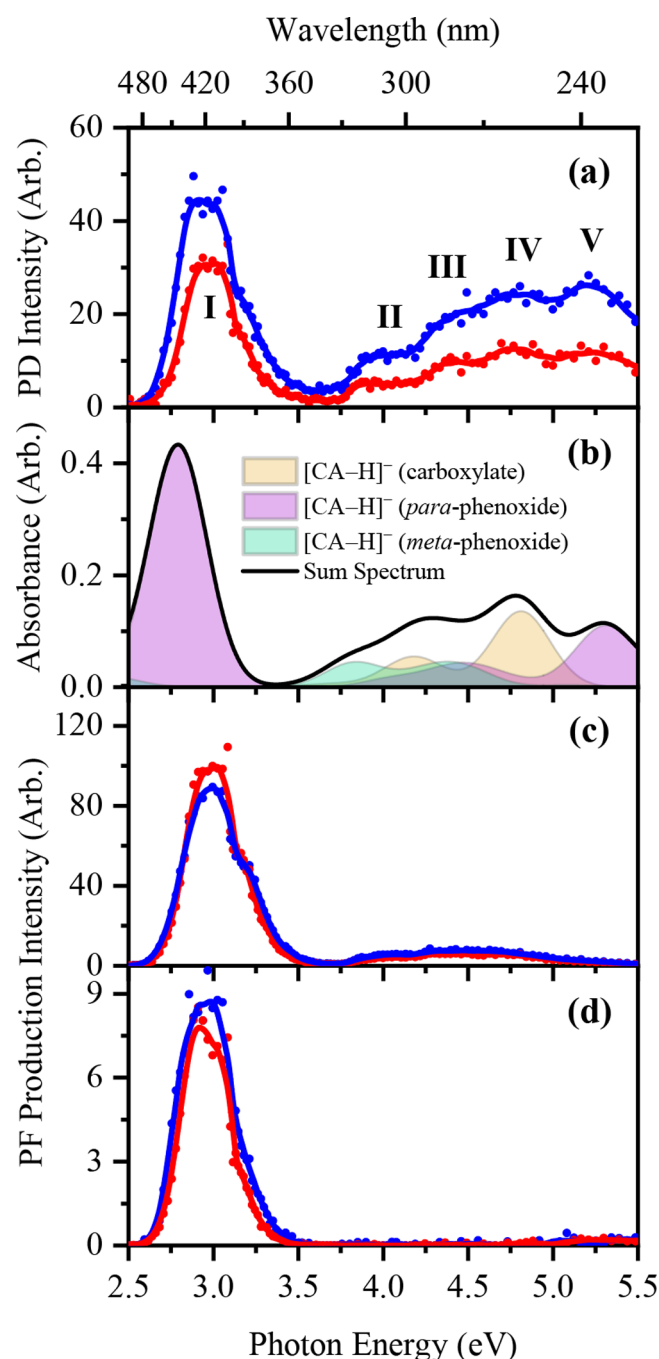 Wavelength (nm)
480 420 360 300 240
PD Intensity (Arb.)
60
40
20
0
(a)
I
II
III
IV
V
Absorbance (Arb.)
0.4
0.2
0.0
(b)
[CA–H]⁻ (carboxylate)
[CA–H]⁻ (para-phenoxide)
[CA–H]⁻ (meta-phenoxide)
Sum Spectrum
PF Production Intensity (Arb.)
120
80
40
0
(c)
9
6
3
0
(d)
2.5 3.0 3.5 4.0 4.5 5.0 5.5
Photon Energy (eV)